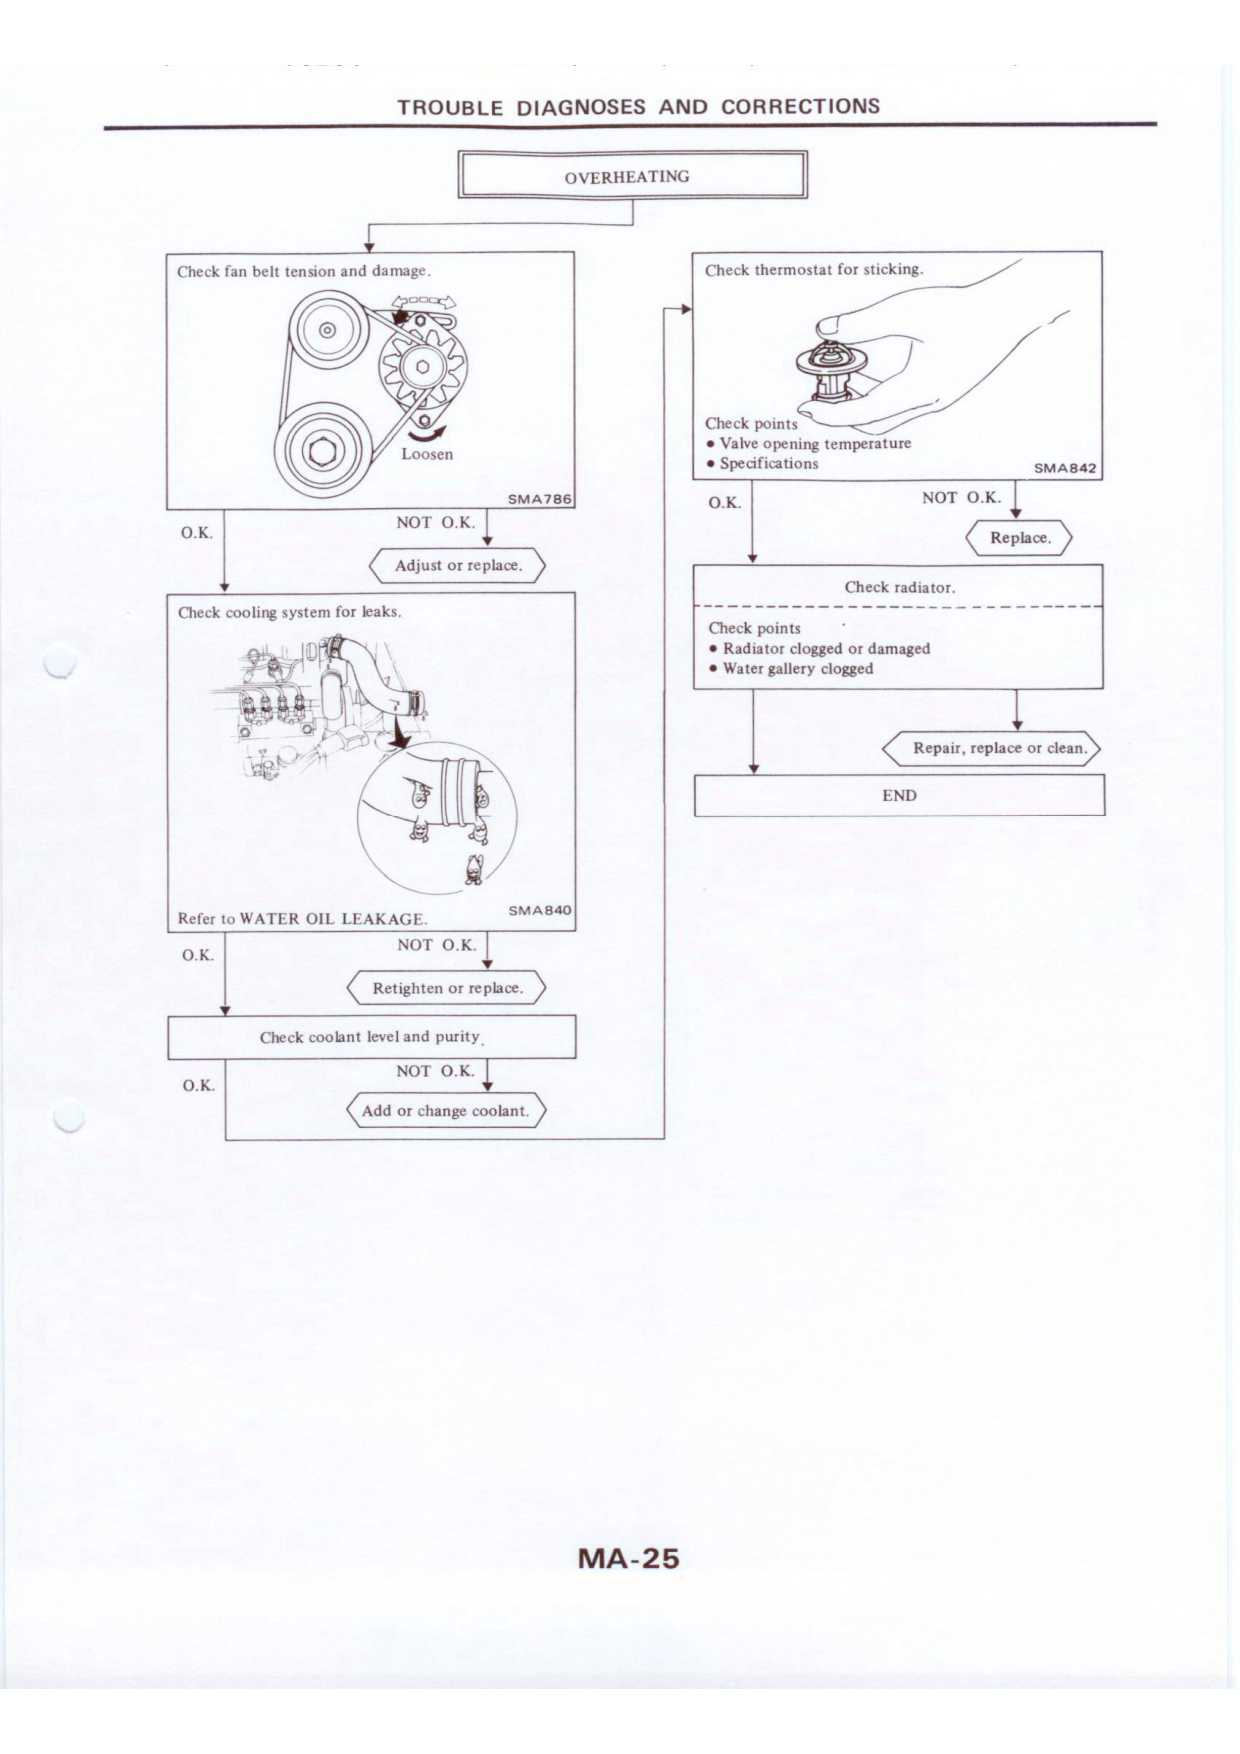 TROUBLE DIAGNOSES AND CORRECTIONS
OVERHEATING
Check fan belt tension and damage.
Loosen
SMA786
O.K.
NOT O.K.
Adjust or replace.
Check cooling system for leaks.
Refer to WATER OIL LEAKAGE.
SMA840
O.K.
NOT O.K.
Retighten or replace.
Check coolant level and purity.
O.K.
NOT O.K.
Add or change coolant.
Check thermostat for sticking.
Check points
• Valve opening temperature
• Specifications
SMA842
O.K.
NOT O.K.
Replace.
Check radiator.
Check points
• Radiator clogged or damaged
• Water gallery clogged
Repair, replace or clean.
END
MA-25